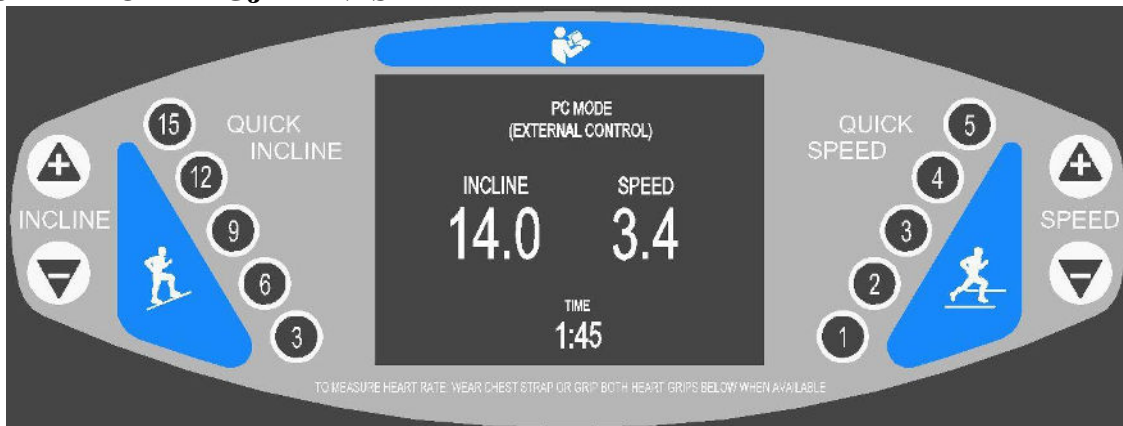 PC MODE
(EXTERNAL CONTROL)
INCLINE
14.0
SPEED
3.4
TIME
1:45
QUICK
INCLINE
15
12
9
6
3
INCLINE
QUICK
SPEED
5
4
3
2
1
SPEED
TO MEASURE HEART RATE: WEAR CHEST STRAP OR GRIP BOTH HEART GRIPS BELOW WHEN AVAILABLE